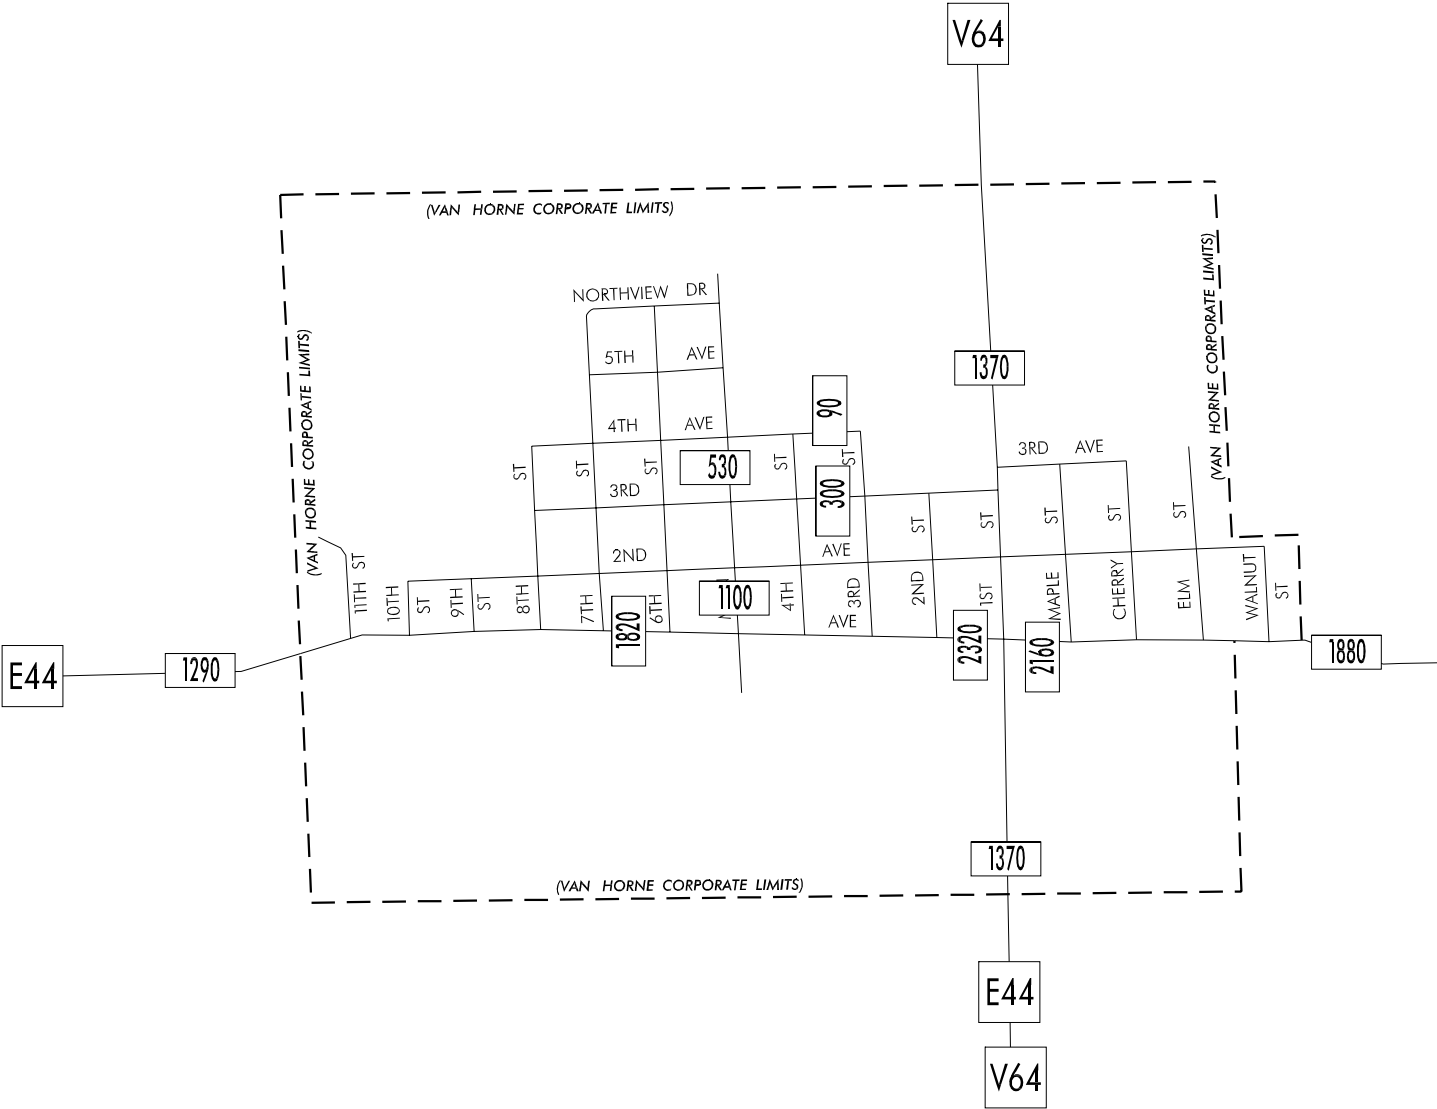 V64
(VAN HORNE CORPORATE LIMITS)
(VAN HORNE CORPORATE LIMITS)
(VAN HORNE CORPORATE LIMITS)
NORTHVIEW DR
5TH AVE
1370
90
4TH AVE
3RD AVE
ST
ST
ST
530
ST
ST
3RD
300
ST
ST
ST
ST
ST
2ND AVE
11TH ST
10TH ST
9TH ST
8TH
7TH
6TH
1100
4TH
3RD
2ND
1ST
MAPLE
CHERRY
ELM
WALNUT ST
AVE
1820
2320
2160
1880
E44
1290
1370
(VAN HORNE CORPORATE LIMITS)
E44
V64